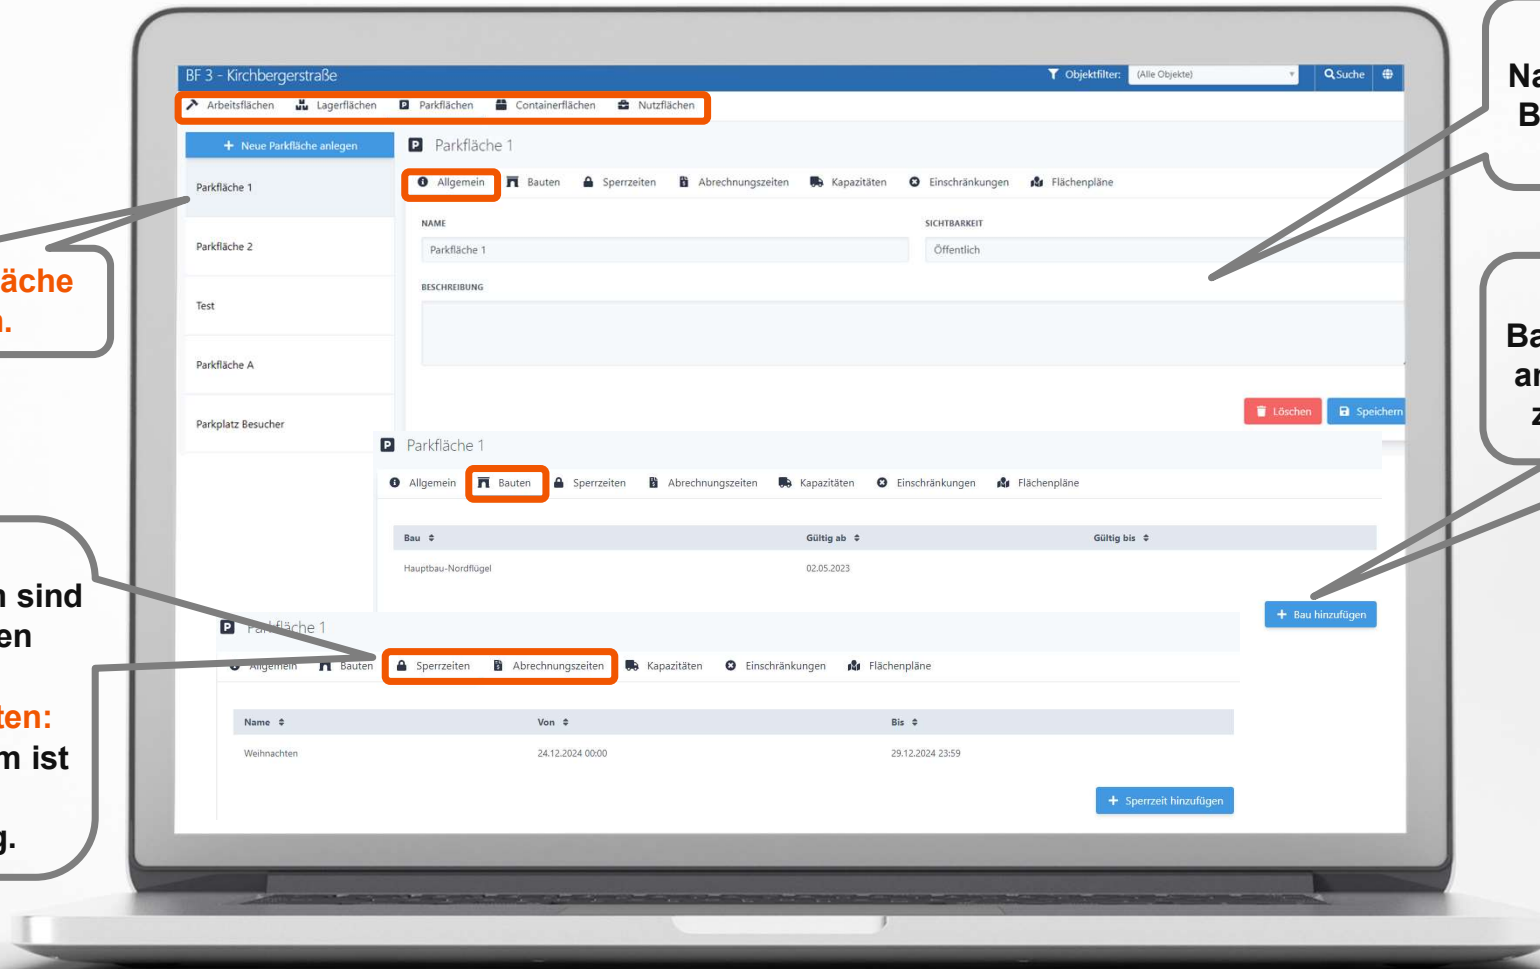 BF 3 - Kirchbergerstraße Objektfilter: (Alle Objekte) Suche
Arbeitsflächen Lagerflächen Parkflächen Containerflächen Nutzflächen
+ Neue Parkfläche anlegen
Parkfläche 1
Parkfläche 2
Test
Parkfläche A
Parkplatz Besucher
Parkfläche 1
Allgemein Bauten Sperrzeiten Abrechnungszeiten Kapazitäten Einschränkungen Flächenpläne
NAME SICHTBARKEIT
Parkfläche 1 Öffentlich
BESCHREIBUNG
Löschen Speichern
Parkfläche 1
Allgemein Bauten Sperrzeiten Abrechnungszeiten Kapazitäten Einschränkungen Flächenpläne
Bau Gültig ab Gültig bis
Hauptbau-Nordflügel 02.05.2023
+ Bau hinzufügen
Parkfläche 1
Allgemein Bauten Sperrzeiten Abrechnungszeiten Kapazitäten Einschränkungen Flächenpläne
Name Von Bis
Weihnachten 24.12.2024 00:00 29.12.2024 23:59
+ Sperrzeit hinzufügen
äche
.
sind
en
ten:
m ist
g.
Na
B
Ba
ar
z